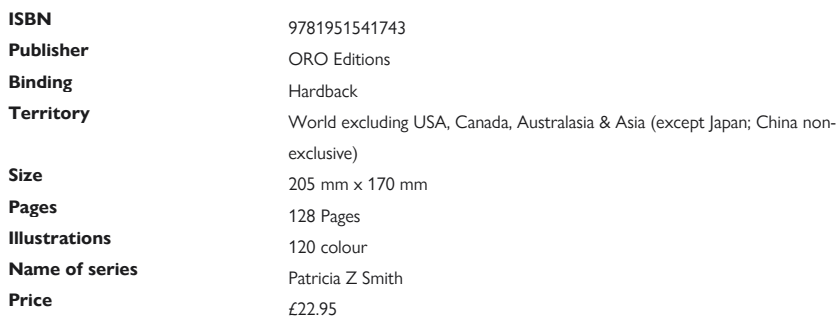 ISBN 9781951541743
Publisher ORO Editions
Binding Hardback
Territory World excluding USA, Canada, Australasia & Asia (except Japan; China non-
exclusive)
Size 205 mm x 170 mm
Pages 128 Pages
Illustrations 120 colour
Name of series Patricia Z Smith
Price £22.95